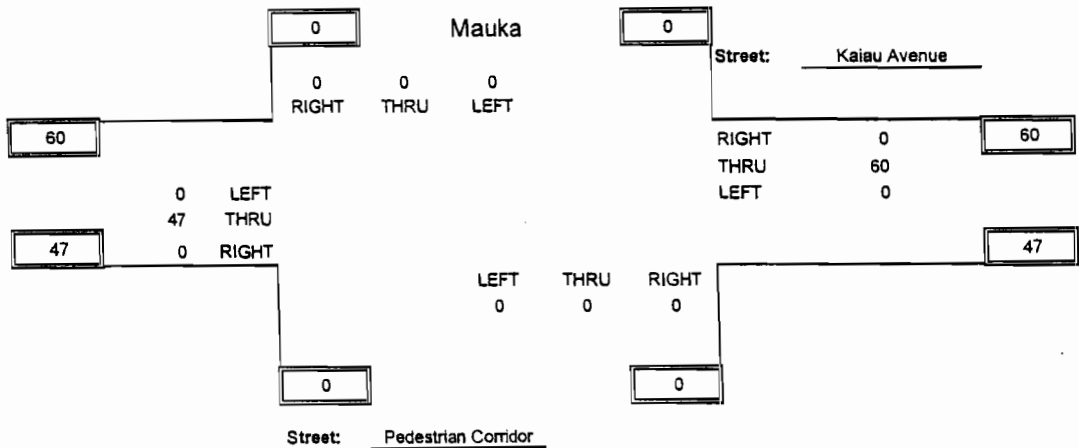 0 Mauka 0
Street: Kaiau Avenue
0 0 0
RIGHT THRU LEFT
60 RIGHT 0 60
THRU 60
0 LEFT LEFT 0
47 THRU
47 0 RIGHT 47
LEFT THRU RIGHT
0 0 0
0 0
Street: Pedestrian Corridor